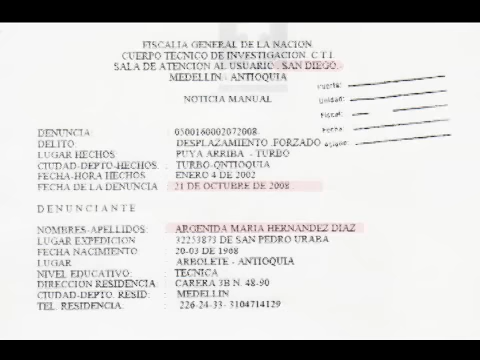 FISCALIA GENERAL DE LA NACION
CUERPO TECNICO DE INVESTIGACION C T I
SALA DE ATENCION AL USUARIO SAN DIEGO.
MEDELLIN - ANTIOQUIA
NOTICIA MANUAL
Puerta:
Unidad:
Fiscal:
Fecha:
DENUNCIA : 0500160002072008
DELITO : DESPLAZAMIENTO FORZADO
LUGAR HECHOS : PUYA ARRIBA - TURBO
CIUDAD-DEPTO-HECHOS : TURBO-QNTIOQUIA
FECHA-HORA HECHOS : ENERO 4 DE 2002
FECHA DE LA DENUNCIA : 21 DE OCTUBRE DE 2008
DENUNCIANTE
NOMBRES-APELLIDOS: ARGENIDA MARIA HERNANDEZ DIAZ
LUGAR EXPEDICION : 32253873 DE SAN PEDRO URABA
FECHA NACIMIENTO : 20-03 DE 1968
LUGAR : ARBOLETE - ANTIOQUIA
NIVEL EDUCATIVO: : TECNICA
DIRECCION RESIDENCIA: CARERA 3B N. 48-90
CIUDAD-DEPTO. RESID: MEDELLIN
TEL. RESIDENCIA: : 226-24-33- 3104714129